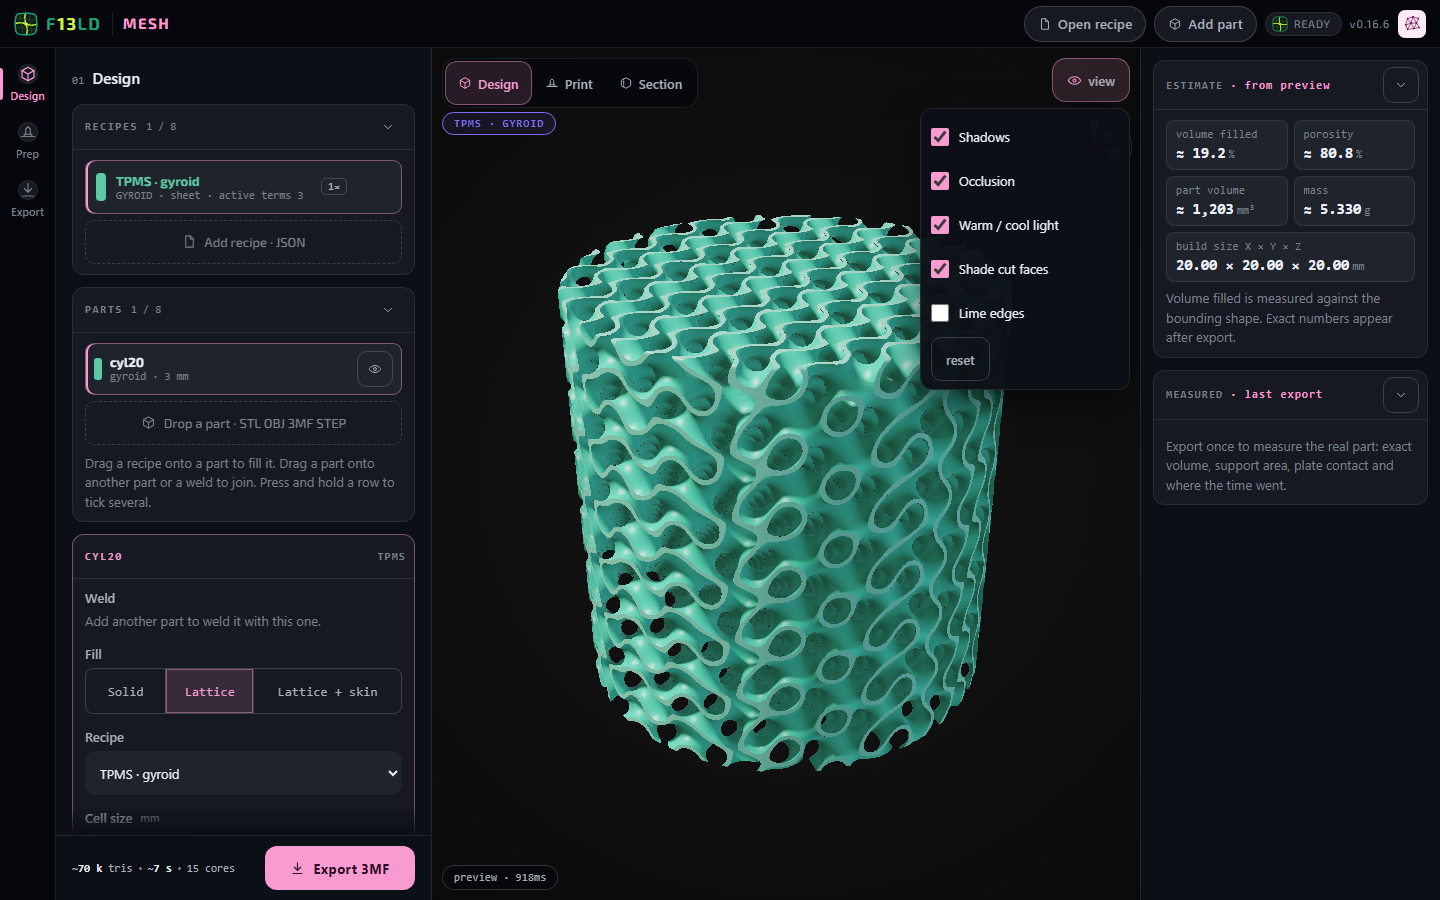 F13LD MESH
Open recipe
Add part
READY
v0.16.6
Design
Prep
Export
01 Design
RECIPES 1 / 8
TPMS · gyroid
GYROID · sheet · active terms 3
1×
Add recipe · JSON
PARTS 1 / 8
cyl20
gyroid · 3 mm
Drop a part · STL OBJ 3MF STEP
Drag a recipe onto a part to fill it. Drag a part onto
another part or a weld to join. Press and hold a row to
tick several.
CYL20
TPMS
Weld
Add another part to weld it with this one.
Fill
Solid
Lattice
Lattice + skin
Recipe
TPMS · gyroid
Cell size mm
~70 k tris • ~7 s • 15 cores
Export 3MF
Design
Print
Section
view
TPMS · GYROID
Shadows
Occlusion
Warm / cool light
Shade cut faces
Lime edges
reset
preview · 918ms
ESTIMATE · from preview
volume filled
≈ 19.2 %
porosity
≈ 80.8 %
part volume
≈ 1,203 mm³
mass
≈ 5.330 g
build size X × Y × Z
20.00 × 20.00 × 20.00 mm
Volume filled is measured against the
bounding shape. Exact numbers appear
after export.
MEASURED · last export
Export once to measure the real part: exact
volume, support area, plate contact and
where the time went.